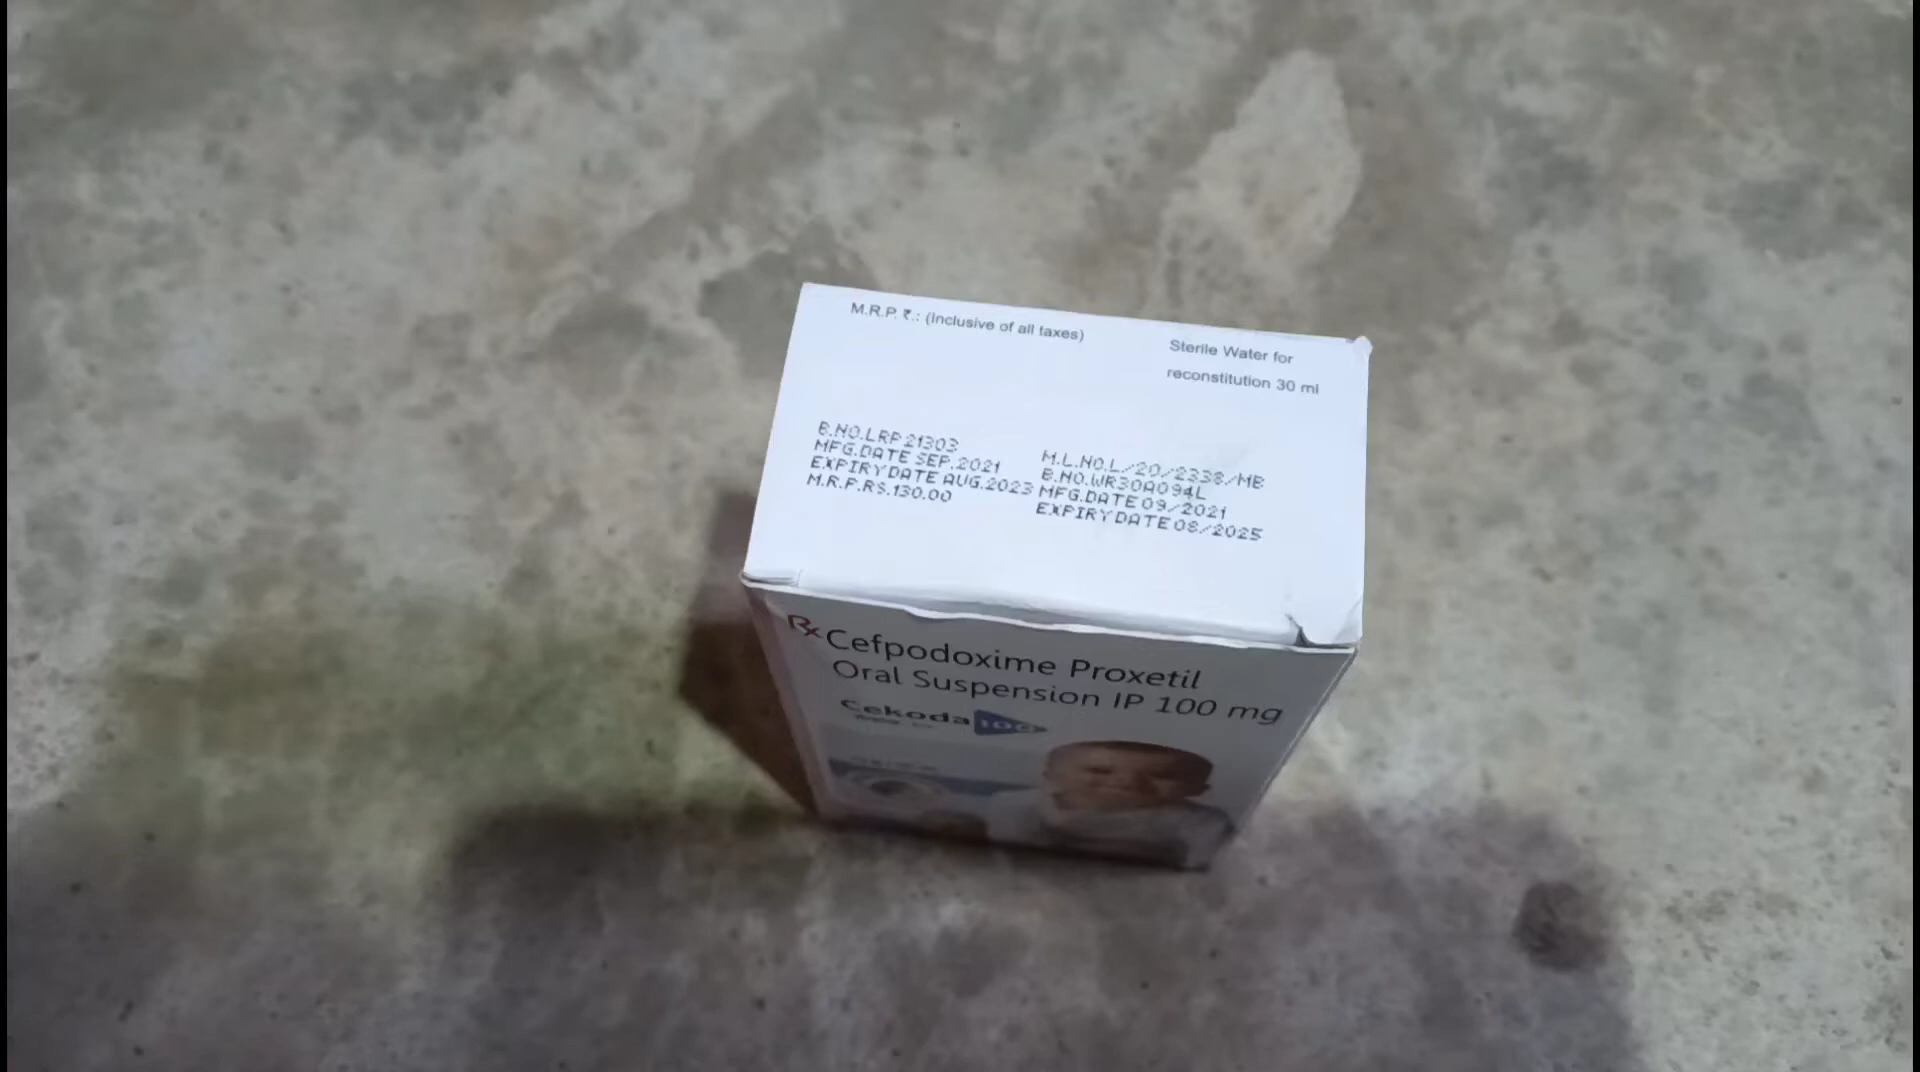 M.R.P. ₹.: (Inclusive of all taxes)
Sterile Water for
reconstitution 30 ml
B.NO.LRP21303
MFG.DATE SEP.2021
EXPIRY DATE AUG.2023
M.R.P.RS.130.00
M.L.NO.L/20/2338/MB
B.NO.WR30A094L
MFG.DATE 09/2021
EXPIRY DATE 08/2025
Rx Cefpodoxime Proxetil
Oral Suspension IP 100 mg
Cekoda 100